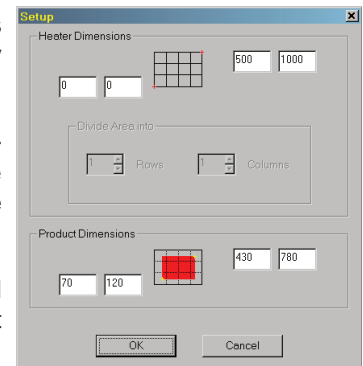 Setup
Heater Dimensions
500 1000
0 0
Divide Area into
1 Rows 1 Columns
Product Dimensions
430 780
70 120
OK Cancel